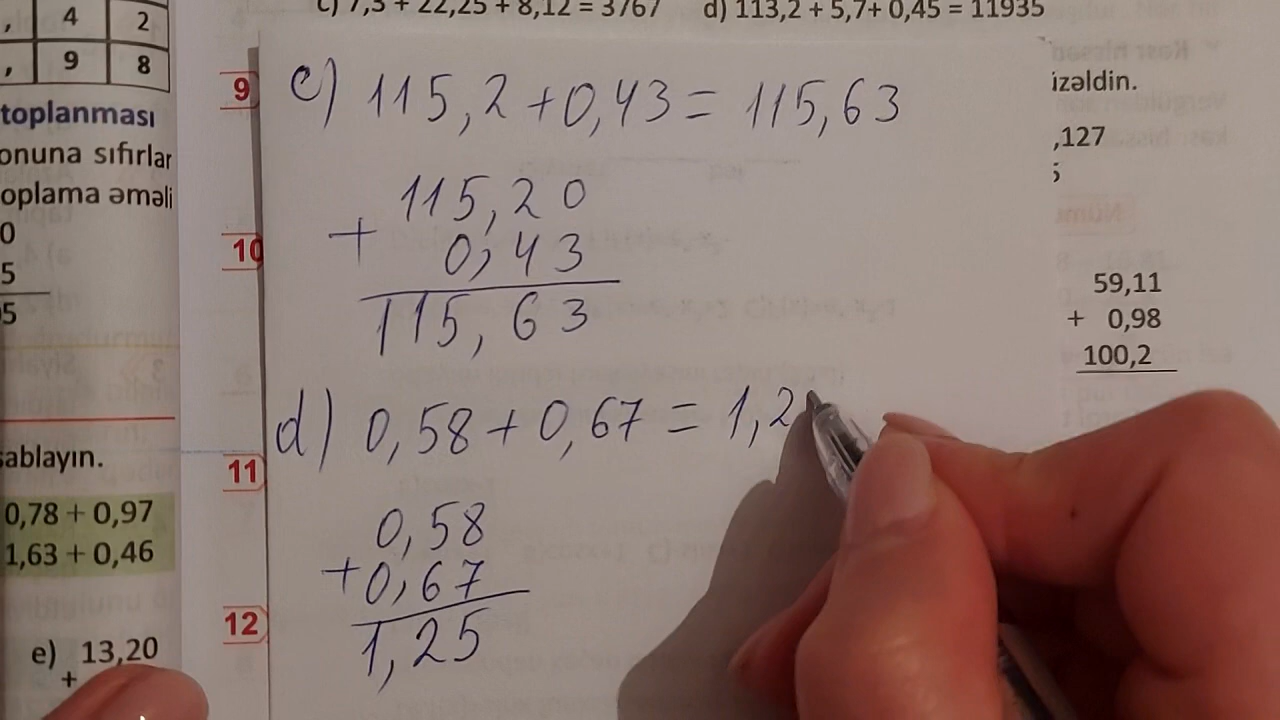 c) 7,3 + 22,25 + 8,12 = 3767 d) 113,2 + 5,7+ 0,45 = 11935
, 4 2
, 9 8
toplanması
onuna sıfırlar
oplama əməli
0
5
5
sablayın.
0,78 + 0,97
1,63 + 0,46
e) 13,20
+
9
10
11
12
c) 115,2 + 0,43 = 115,63
115,20
+ 0,43
115,63
d) 0,58 + 0,67 = 1,2
0,58
+ 0,67
1,25
izəldin.
,127
59,11
+ 0,98
100,2